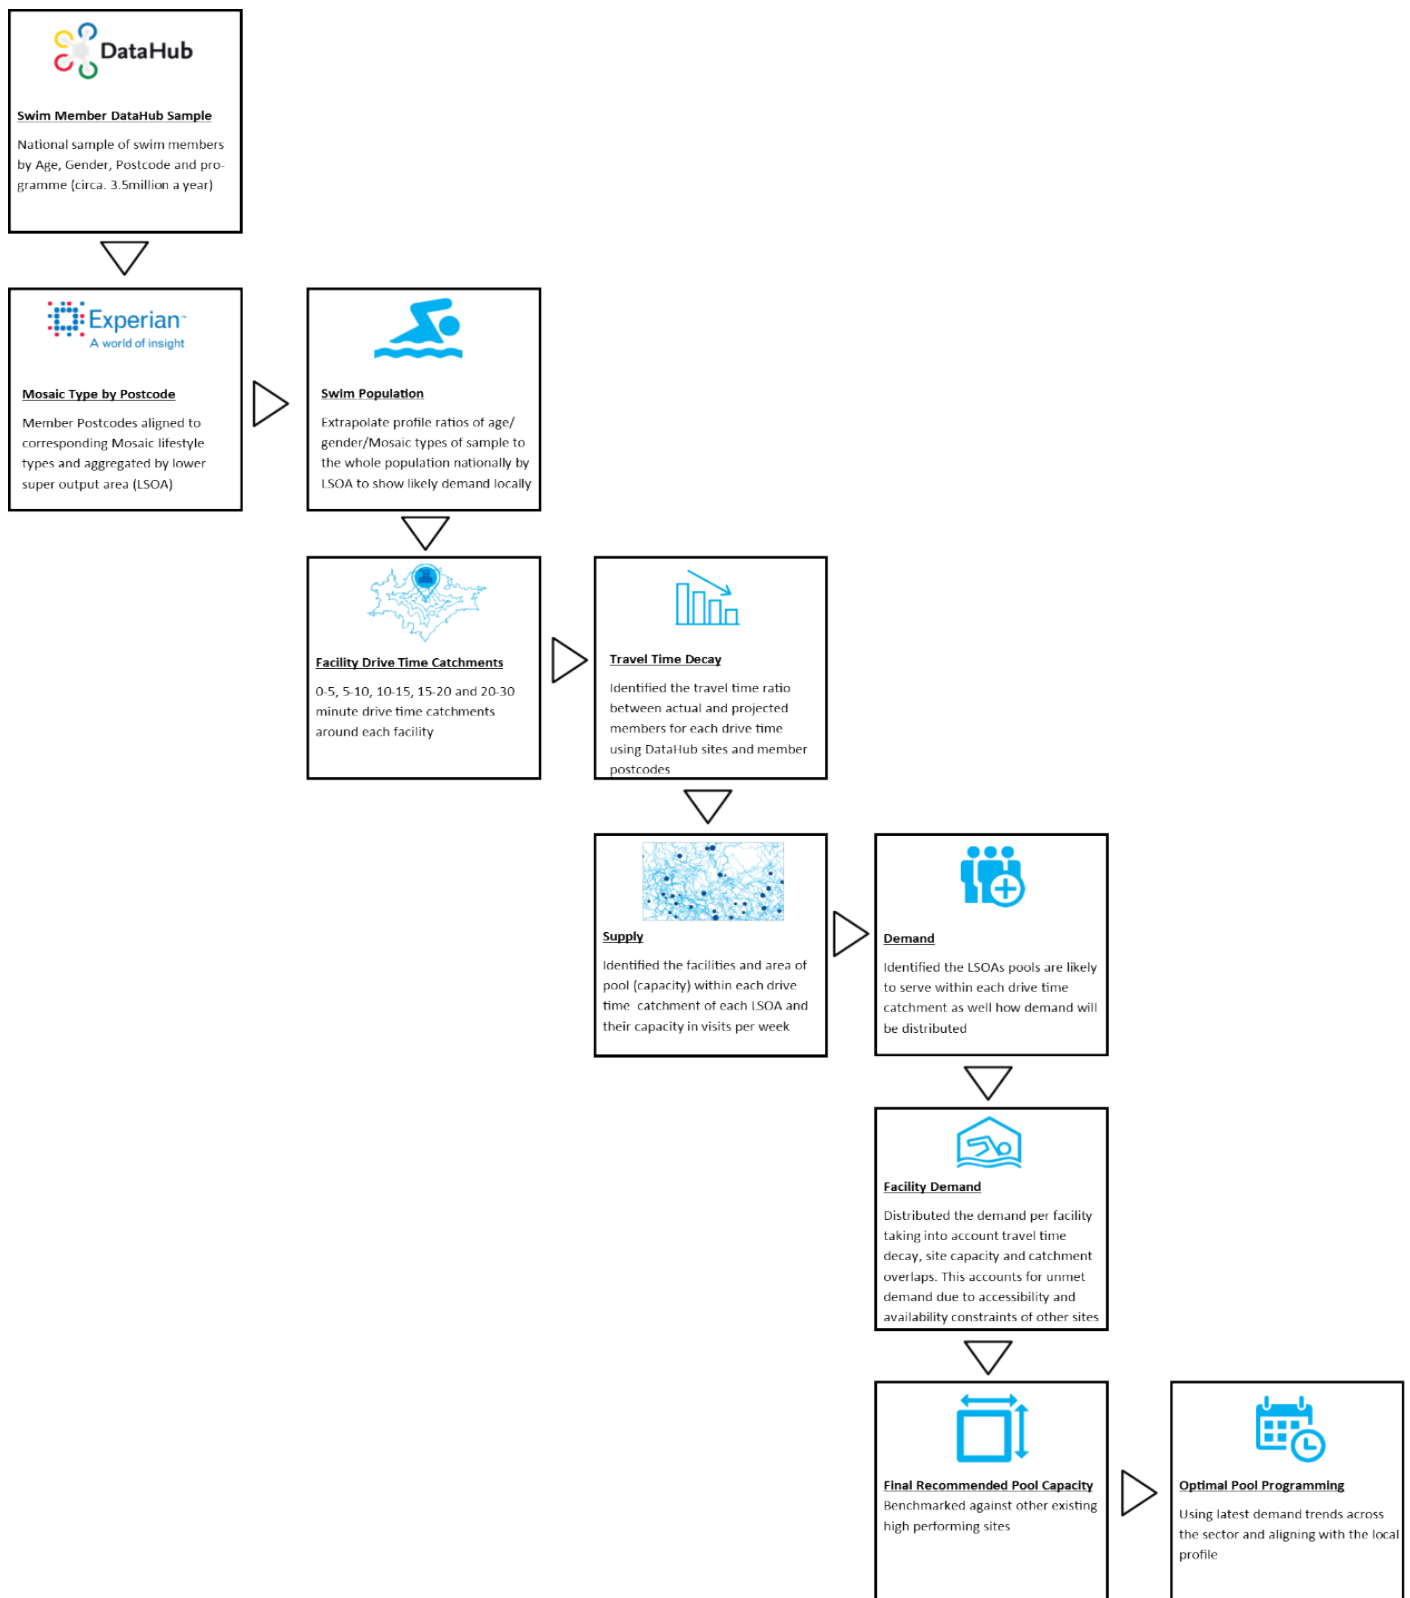 DataHub
Swim Member DataHub Sample
National sample of swim members
by Age, Gender, Postcode and pro-
gramme (circa. 3.5million a year)
Experian™
A world of insight
Mosaic Type by Postcode
Member Postcodes aligned to
corresponding Mosaic lifestyle
types and aggregated by lower
super output area (LSOA)
Swim Population
Extrapolate profile ratios of age/
gender/Mosaic types of sample to
the whole population nationally by
LSOA to show likely demand locally
Facility Drive Time Catchments
0-5, 5-10, 10-15, 15-20 and 20-30
minute drive time catchments
around each facility
Travel Time Decay
Identified the travel time ratio
between actual and projected
members for each drive time
using DataHub sites and member
postcodes
Supply
Identified the facilities and area of
pool (capacity) within each drive
time catchment of each LSOA and
their capacity in visits per week
Demand
Identified the LSOAs pools are likely
to serve within each drive time
catchment as well how demand will
be distributed
Facility Demand
Distributed the demand per facility
taking into account travel time
decay, site capacity and catchment
overlaps. This accounts for unmet
demand due to accessibility and
availability constraints of other sites
Final Recommended Pool Capacity
Benchmarked against other existing
high performing sites
Optimal Pool Programming
Using latest demand trends across
the sector and aligning with the local
profile